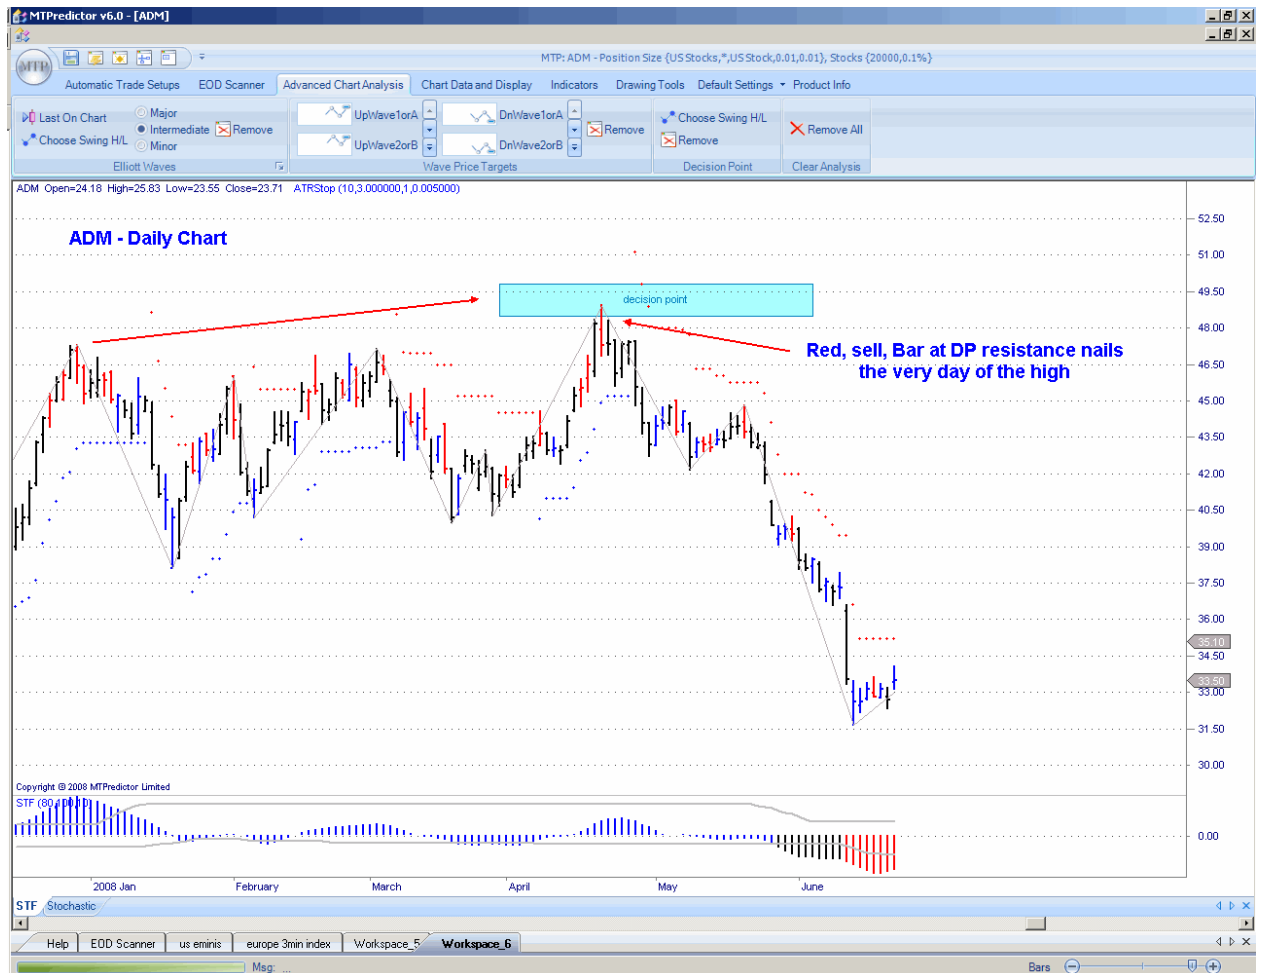 MTPredictor v6.0 - [ADM]
MTP
MTP: ADM - Position Size {US Stocks,*,US Stock,0.01,0.01}, Stocks {20000,0.1%}
Automatic Trade Setups EOD Scanner Advanced Chart Analysis Chart Data and Display Indicators Drawing Tools Default Settings Product Info
Last On Chart
Choose Swing H/L
Major
Intermediate
Minor
Remove
Elliott Waves
UpWave1orA
UpWave2orB
DnWave1orA
DnWave2orB
Remove
Wave Price Targets
Choose Swing H/L
Remove
Decision Point
Remove All
Clear Analysis
ADM Open=24.18 High=25.83 Low=23.55 Close=23.71 ATRStop (10,3.000000,1,0.005000)
ADM - Daily Chart
decision point
Red, sell, Bar at DP resistance nails
the very day of the high
52.50
51.00
49.50
48.00
46.50
45.00
43.50
42.00
40.50
39.00
37.50
36.00
35.10
34.50
33.50
33.00
31.50
30.00
Copyright © 2008 MTPredictor Limited
STF (80,100,10)
0.00
2008 Jan February March April May June
STF Stochastic
Help EOD Scanner us eminis europe 3min index Workspace_5 Workspace_6
Msg: ...
Bars